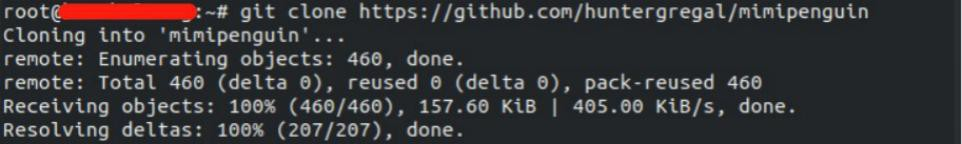 root@:~# git clone https://github.com/huntergregal/mimipenguin
Cloning into 'mimipenguin'...
remote: Enumerating objects: 460, done.
remote: Total 460 (delta 0), reused 0 (delta 0), pack-reused 460
Receiving objects: 100% (460/460), 157.60 KiB | 405.00 KiB/s, done.
Resolving deltas: 100% (207/207), done.